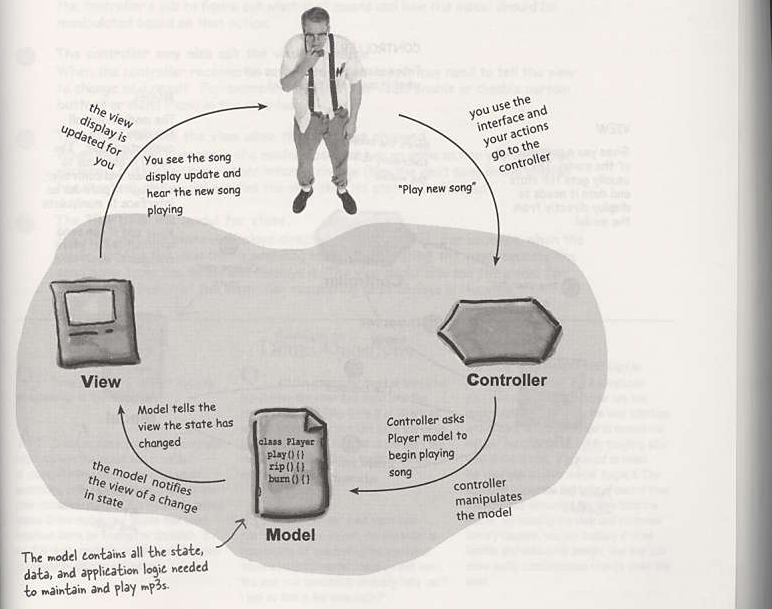 the view
display is
updated for
you
You see the song
display update and
hear the new song
playing
you use the
interface and
your actions
go to the
controller
"Play new song"
View
Controller
Model tells the
view the state has
changed
the model notifies
the view of a change
in state
class Player {
play(){}
rip(){}
burn(){}
}
Controller asks
Player model to
begin playing
song
controller
manipulates
the model
Model
The model contains all the state,
data, and application logic needed
to maintain and play mp3s.